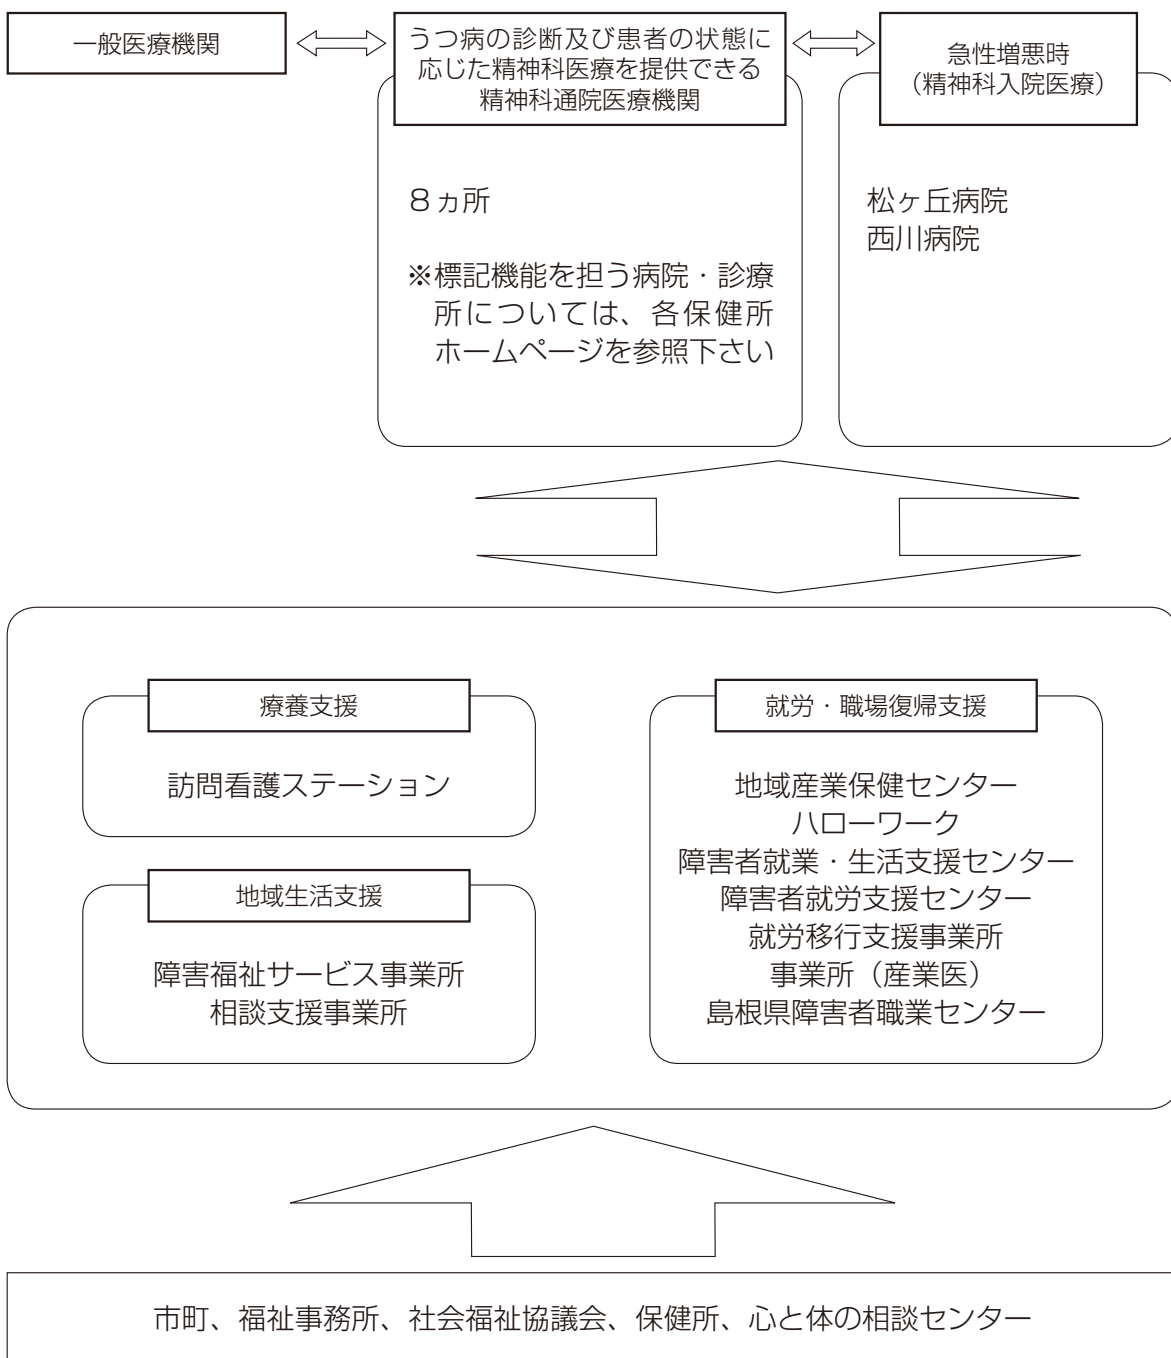 一般医療機関
うつ病の診断及び患者の状態に
応じた精神科医療を提供できる
精神科通院医療機関
急性増悪時
（精神科入院医療）
８ヵ所
※標記機能を担う病院・診療
所については、各保健所
ホームページを参照下さい
松ヶ丘病院
西川病院
療養支援
訪問看護ステーション
地域生活支援
障害福祉サービス事業所
相談支援事業所
就労・職場復帰支援
地域産業保健センター
ハローワーク
障害者就業・生活支援センター
障害者就労支援センター
就労移行支援事業所
事業所（産業医）
島根県障害者職業センター
市町、福祉事務所、社会福祉協議会、保健所、心と体の相談センター